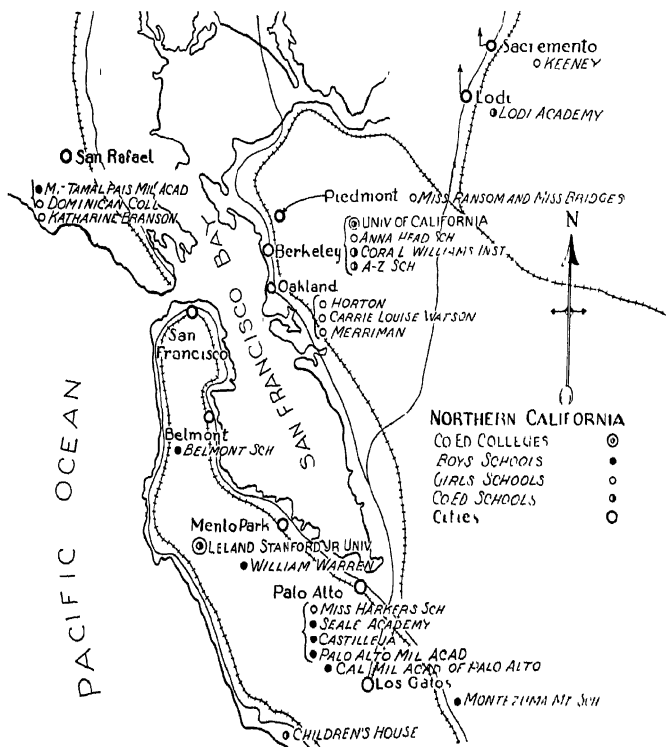 Sacremento
KEENEY
Lodi
LODI ACADEMY
San Rafael
M.-TAMALPAIS MIL ACAD
DOMINICAN COLL
KATHARINE BRANSON
Piedmont
MISS RANSOM AND MISS BRIDGES
UNIV OF CALIFORNIA
ANNA HEAD SCH
CORA L WILLIAMS INST
A-Z SCH
Berkeley
Oakland
HORTON
CARRIE LOUISE WATSON
MERRIMAN
San
Francisco
SAN FRANCISCO BAY
PACIFIC OCEAN
N
Belmont
BELMONT SCH
NORTHERN CALIFORNIA
CO ED COLLEGES
BOYS SCHOOLS
GIRLS SCHOOLS
CO ED SCHOOLS
Cities
Menlo Park
LELAND STANFORD JR UNIV
WILLIAM WARREN
Palo Alto
MISS HARKERS SCH
SEALE ACADEMY
CASTILLEJA
PALO ALTO MIL ACAD
CAL MIL ACAD OF PALO ALTO
Los Gatos
MONTEZUMA MT SCH
CHILDREN'S HOUSE